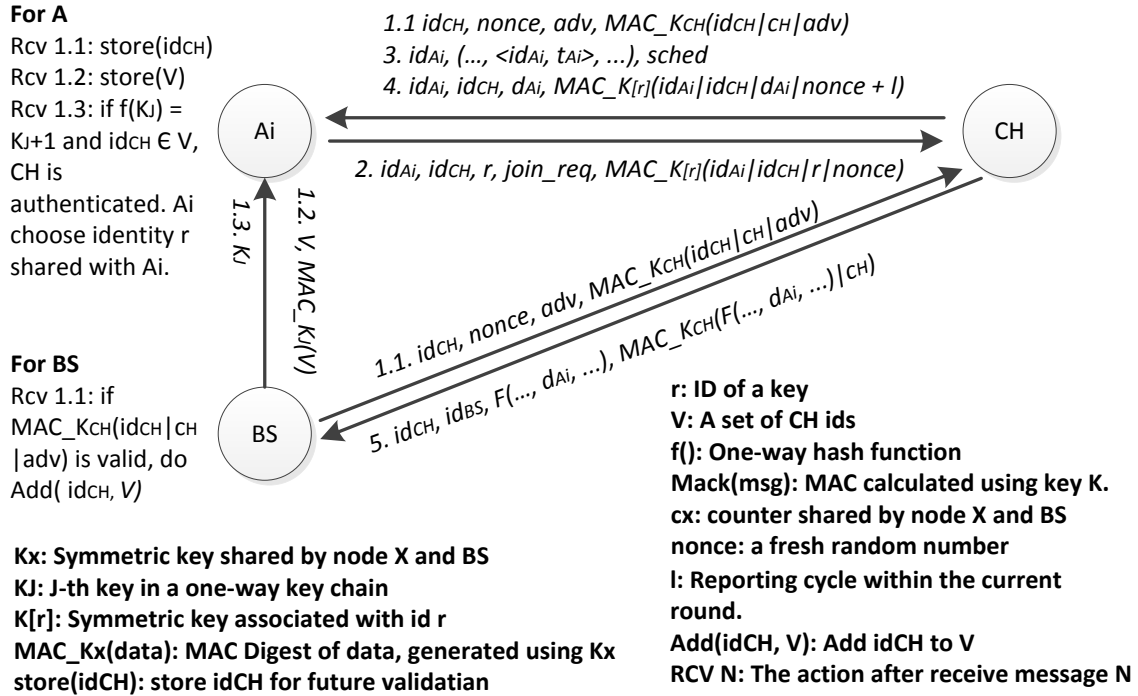 For A
Rcv 1.1: store(idCH)
Rcv 1.2: store(V)
Rcv 1.3: if f(KJ) =
KJ+1 and idCH Є V,
CH is
authenticated. Ai
choose identity r
shared with Ai.
1.1 idCH, nonce, adv, MAC_KCH(idCH|CH|adv)
3. idAi, (…, <idAi, tAi>, ...), sched
4. idAi, idCH, dAi, MAC_K[r](idAi|idCH|dAi|nonce + l)
Ai
CH
2. idAi, idCH, r, join_req, MAC_K[r](idAi|idCH|r|nonce)
1.3. KJ
1.2. V, MAC_KJ(V)
1.1. idCH, nonce, adv, MAC_KCH(idCH|CH|adv)
5. idCH, idBS, F(…, dAi, ...), MAC_KCH(F(…, dAi, ...)|CH)
For BS
Rcv 1.1: if
MAC_KCH(idCH|CH
|adv) is valid, do
Add( idCH, V)
BS
r: ID of a key
V: A set of CH ids
f(): One-way hash function
Mack(msg): MAC calculated using key K.
cx: counter shared by node X and BS
nonce: a fresh random number
l: Reporting cycle within the current
round.
Add(idCH, V): Add idCH to V
RCV N: The action after receive message N
Kx: Symmetric key shared by node X and BS
KJ: J-th key in a one-way key chain
K[r]: Symmetric key associated with id r
MAC_Kx(data): MAC Digest of data, generated using Kx
store(idCH): store idCH for future validatian